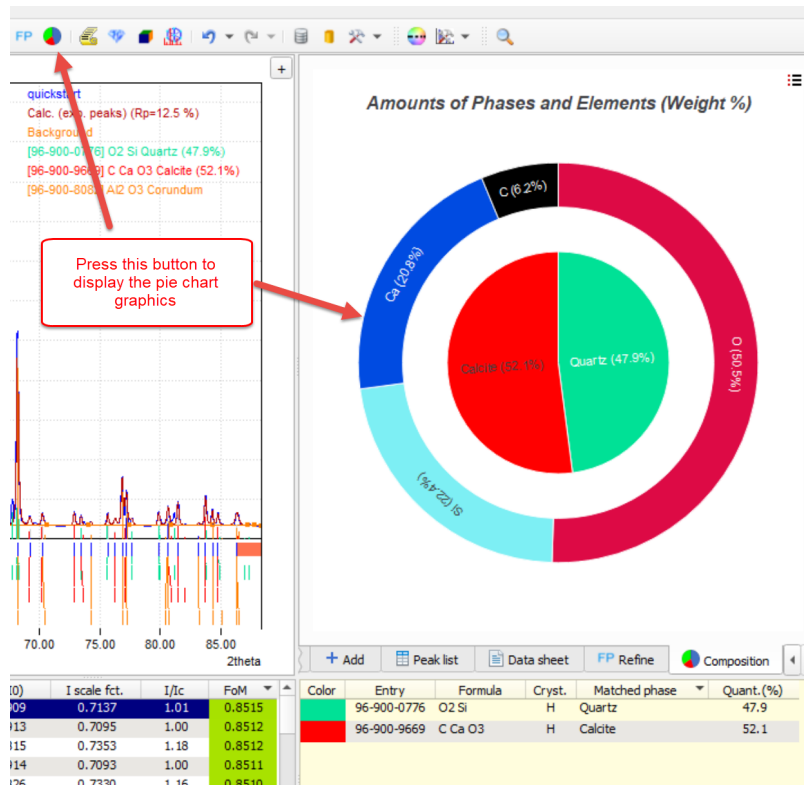 FP
+
quickstart
Calc. (exp. peaks) (Rp=12.5 %)
Background
[96-900-0776] O2 Si Quartz (47.9%)
[96-900-9669] C Ca O3 Calcite (52.1%)
Al2 O3 Corundum
Press this button to
display the pie chart
graphics
70.00 75.00 80.00 85.00
2theta
Amounts of Phases and Elements (Weight %)
C (6.2%)
Ca (20.8%)
O (50.5%)
Si (22.4%)
Calcite (52.1%)
Quartz (47.9%)
Add Peak list Data sheet FP Refine Composition
I scale fct. I/Ic FoM
0.7137 1.01 0.8515
0.7095 1.00 0.8512
0.7353 1.18 0.8512
0.7093 1.00 0.8511
0.7330 1.16 0.8510
Color Entry Formula Cryst. Matched phase Quant.(%)
96-900-0776 O2 Si H Quartz 47.9
96-900-9669 C Ca O3 H Calcite 52.1